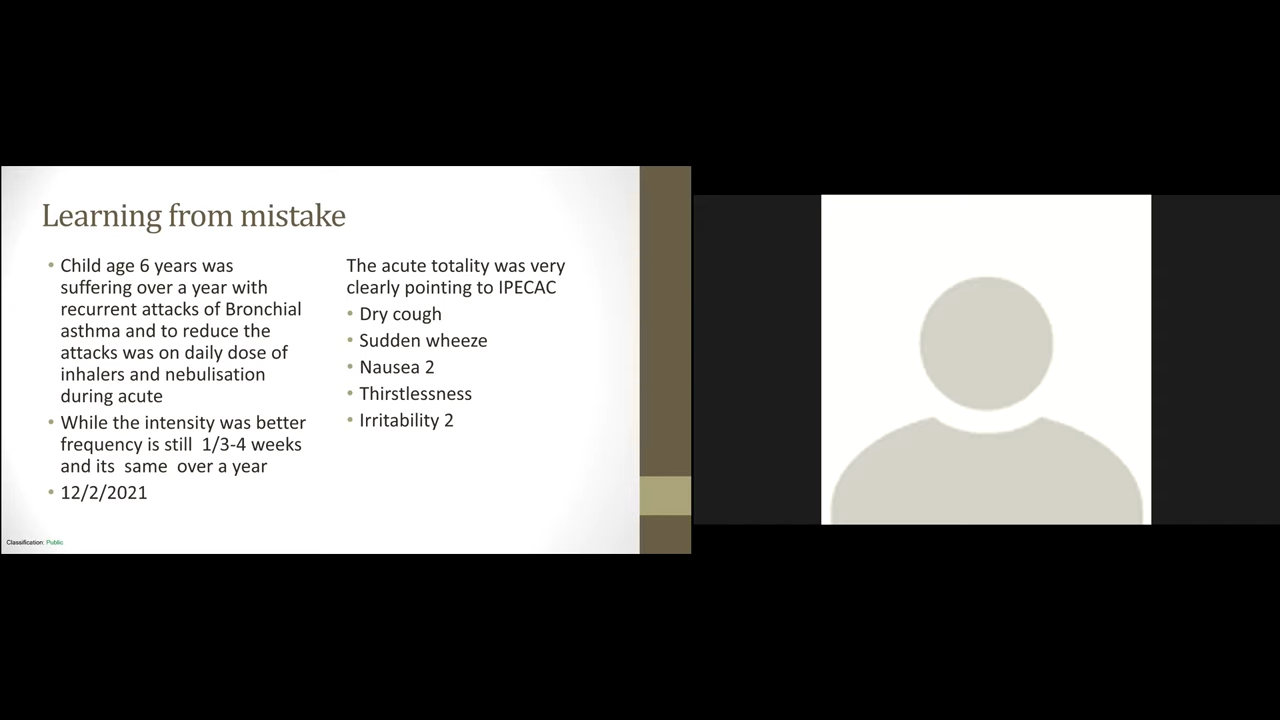 Learning from mistake
• Child age 6 years was
suffering over a year with
recurrent attacks of Bronchial
asthma and to reduce the
attacks was on daily dose of
inhalers and nebulisation
during acute
• While the intensity was better
frequency is still 1/3-4 weeks
and its same over a year
• 12/2/2021
The acute totality was very
clearly pointing to IPECAC
• Dry cough
• Sudden wheeze
• Nausea 2
• Thirstlessness
• Irritability 2
Classification: Public